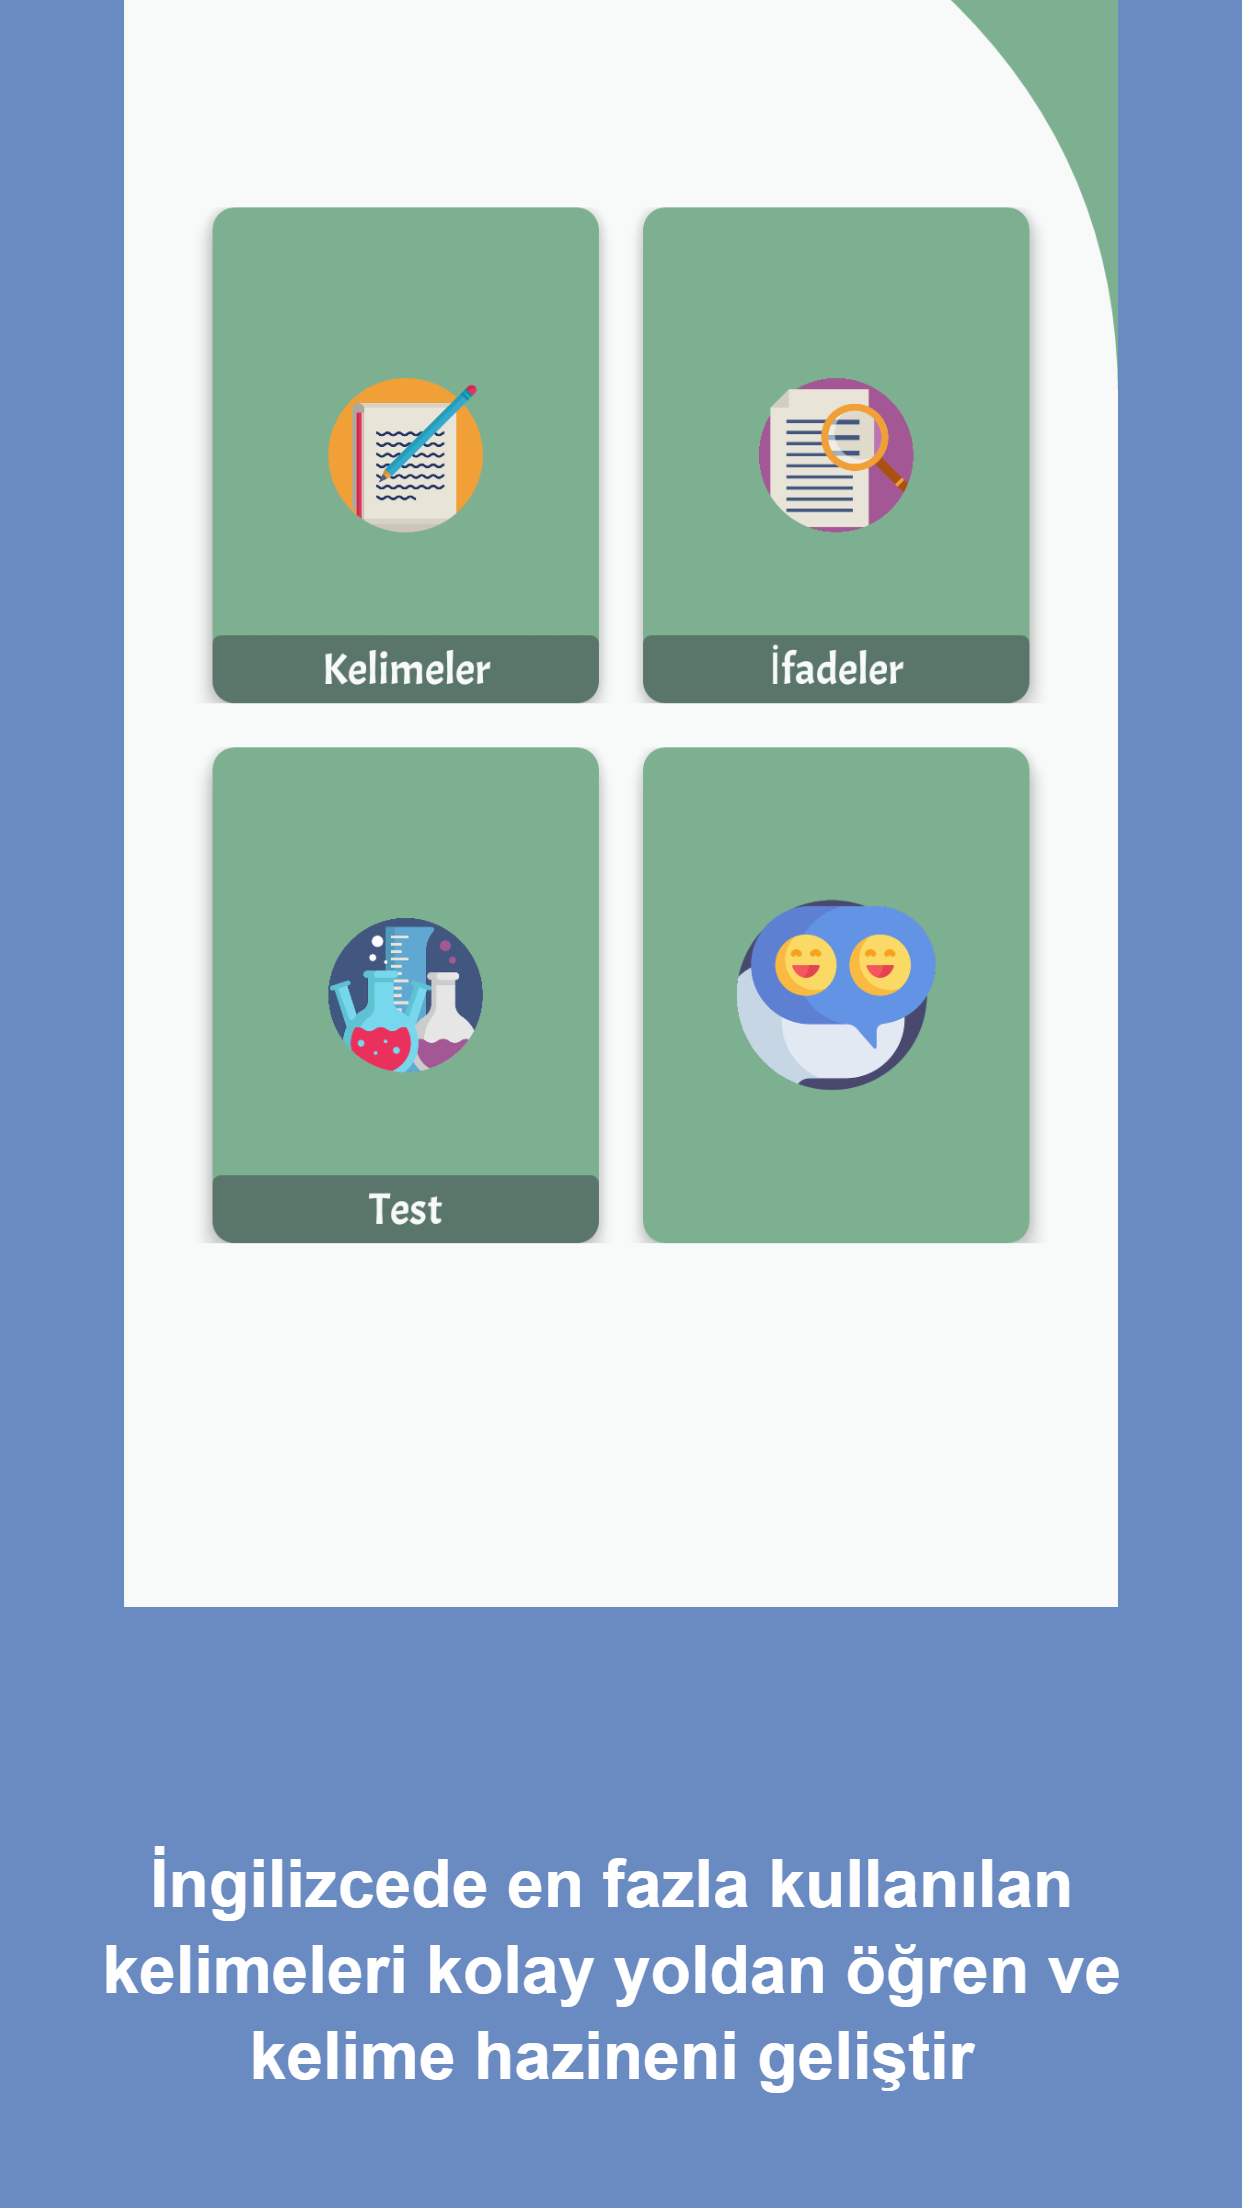 Kelimeler
İfadeler
Test
İngilizcede en fazla kullanılan
kelimeleri kolay yoldan öğren ve
kelime hazineni geliştir